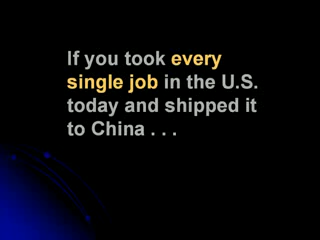 If you took every
single job in the U.S.
today and shipped it
to China . . .